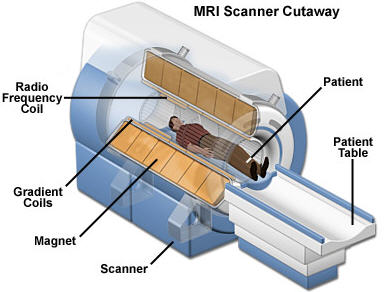 MRI Scanner Cutaway
Radio
Frequency
Coil
Patient
Patient
Table
Gradient
Coils
Magnet
Scanner